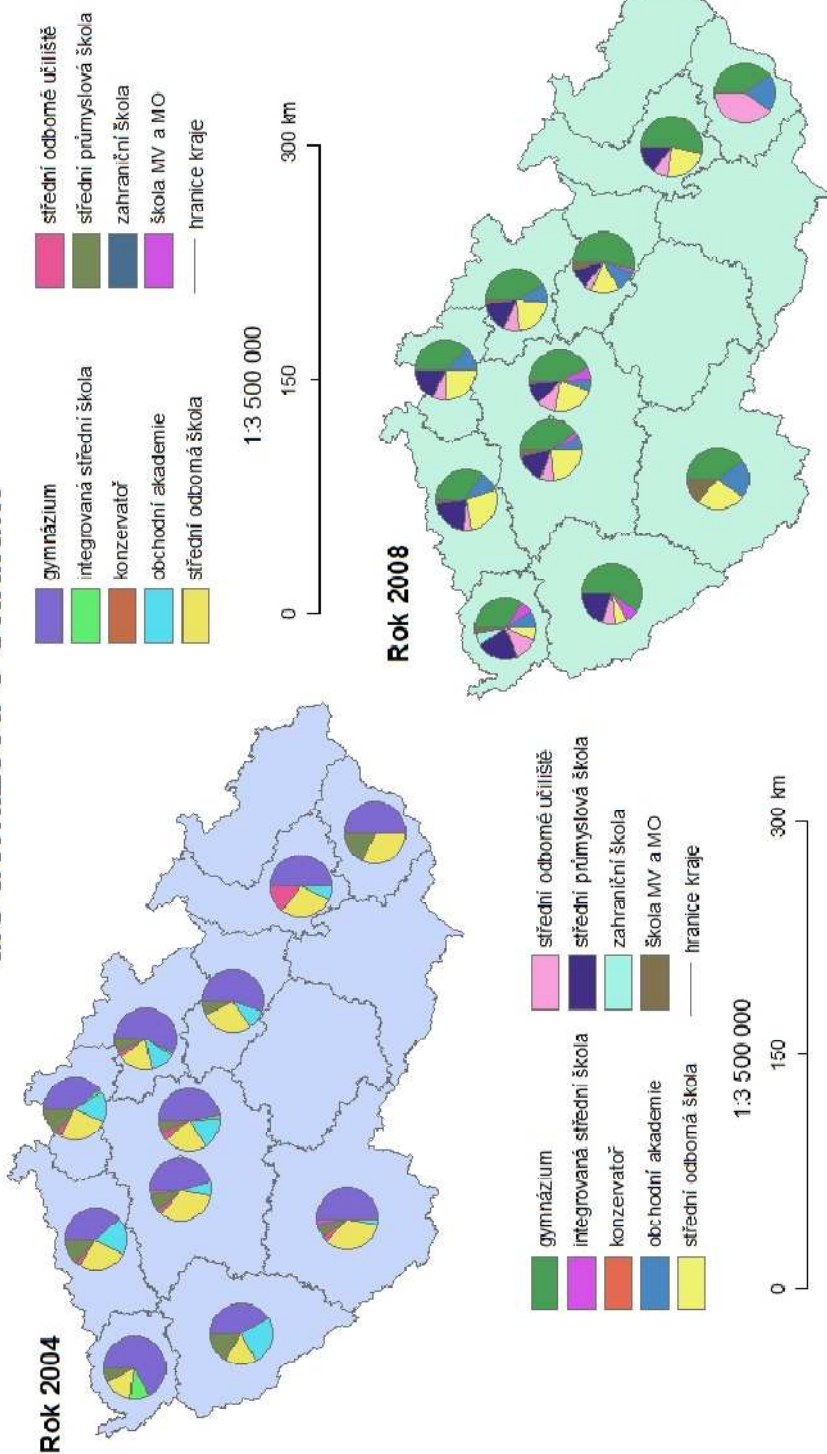 Rok 2004
gymnázium
integrovaná střední škola
konzervatoř
obchodní akademie
střední odborná škola
střední odborné učiliště
střední průmyslová škola
zahraniční škola
škola MV a MO
hranice kraje
1:3 500 000
0 150 300 km
Rok 2008
gymnázium
integrovaná střední škola
konzervatoř
obchodní akademie
střední odborná škola
střední odborné učiliště
střední průmyslová škola
zahraniční škola
škola MV a MO
hranice kraje
1:3 500 000
0 150 300 km